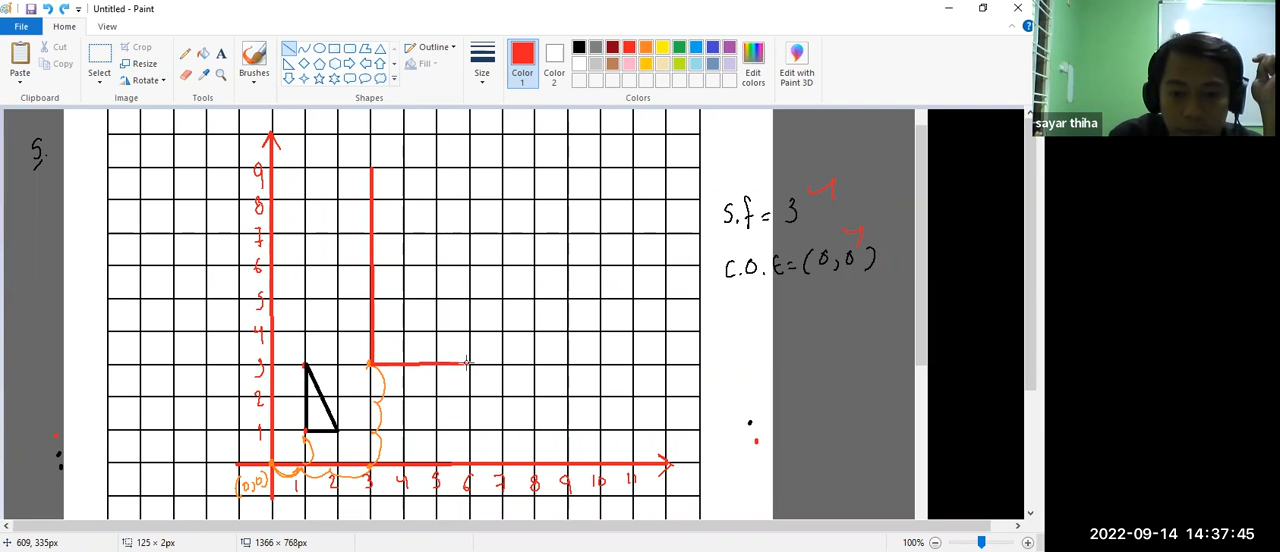 Untitled - Paint
File Home View
Paste Cut Copy Clipboard
Select Crop Resize Rotate Image
Tools
Brushes
Shapes
Outline Fill
Size
Color 1 Color 2
Edit colors
Colors
Edit with Paint 3D
sayar thiha
5.
9
8
7
6
5
4
3
2
1
(0,0) 1 2 3 4 5 6 7 8 9 10 11
S.f = 3
C.O.E = (0,0)
609, 335px 125 × 2px 1366 × 768px 100%
2022-09-14 14:37:45